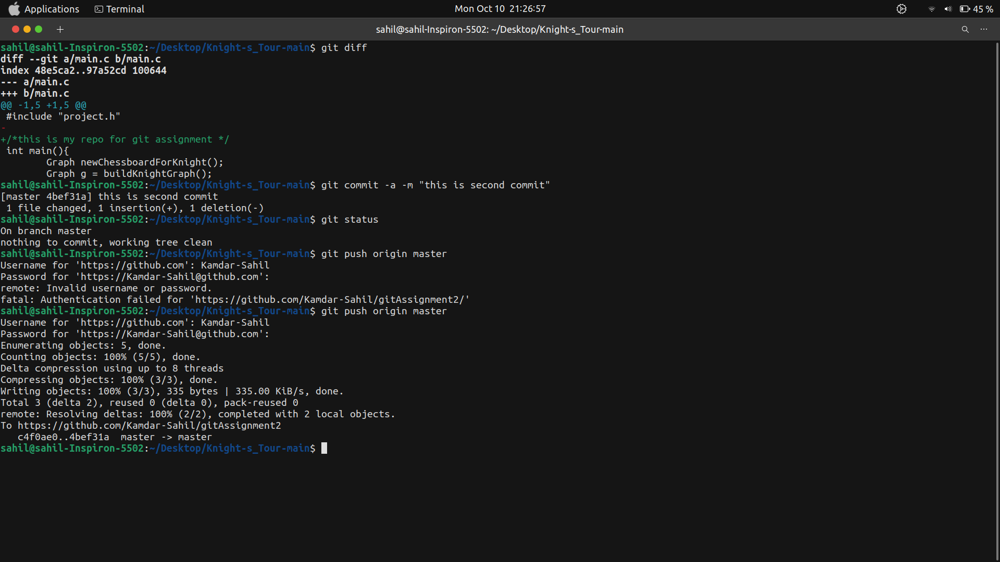 Applications Terminal Mon Oct 10 21:26:57 45 %
sahil@sahil-Inspiron-5502: ~/Desktop/Knight-s_Tour-main
sahil@sahil-Inspiron-5502:~/Desktop/Knight-s_Tour-main$ git diff
diff --git a/main.c b/main.c
index 48e5ca2..97a52cd 100644
--- a/main.c
+++ b/main.c
@@ -1,5 +1,5 @@
 #include "project.h"
-
+/*this is my repo for git assignment */
 int main(){
        Graph newChessboardForKnight();
        Graph g = buildKnightGraph();
sahil@sahil-Inspiron-5502:~/Desktop/Knight-s_Tour-main$ git commit -a -m "this is second commit"
[master 4bef31a] this is second commit
 1 file changed, 1 insertion(+), 1 deletion(-)
sahil@sahil-Inspiron-5502:~/Desktop/Knight-s_Tour-main$ git status
On branch master
nothing to commit, working tree clean
sahil@sahil-Inspiron-5502:~/Desktop/Knight-s_Tour-main$ git push origin master
Username for 'https://github.com': Kamdar-Sahil
Password for 'https://Kamdar-Sahil@github.com':
remote: Invalid username or password.
fatal: Authentication failed for 'https://github.com/Kamdar-Sahil/gitAssignment2/'
sahil@sahil-Inspiron-5502:~/Desktop/Knight-s_Tour-main$ git push origin master
Username for 'https://github.com': Kamdar-Sahil
Password for 'https://Kamdar-Sahil@github.com':
Enumerating objects: 5, done.
Counting objects: 100% (5/5), done.
Delta compression using up to 8 threads
Compressing objects: 100% (3/3), done.
Writing objects: 100% (3/3), 335 bytes | 335.00 KiB/s, done.
Total 3 (delta 2), reused 0 (delta 0), pack-reused 0
remote: Resolving deltas: 100% (2/2), completed with 2 local objects.
To https://github.com/Kamdar-Sahil/gitAssignment2
   c4f0ae0..4bef31a  master -> master
sahil@sahil-Inspiron-5502:~/Desktop/Knight-s_Tour-main$